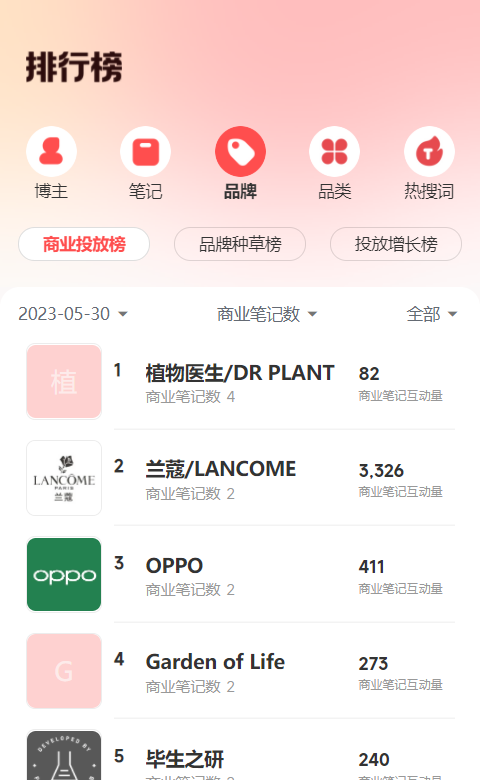 排行榜
博主 笔记 品牌 品类 热搜词
商业投放榜 品牌种草榜 投放增长榜
2023-05-30 商业笔记数 全部
植 1 植物医生/DR PLANT 82
商业笔记数 4 商业笔记互动量
LANCÔME
PARIS
兰蔻
2 兰蔻/LANCOME 3,326
商业笔记数 2 商业笔记互动量
oppo 3 OPPO 411
商业笔记数 2 商业笔记互动量
G 4 Garden of Life 273
商业笔记数 2 商业笔记互动量
DEVELOPED BY
5 毕生之研 240